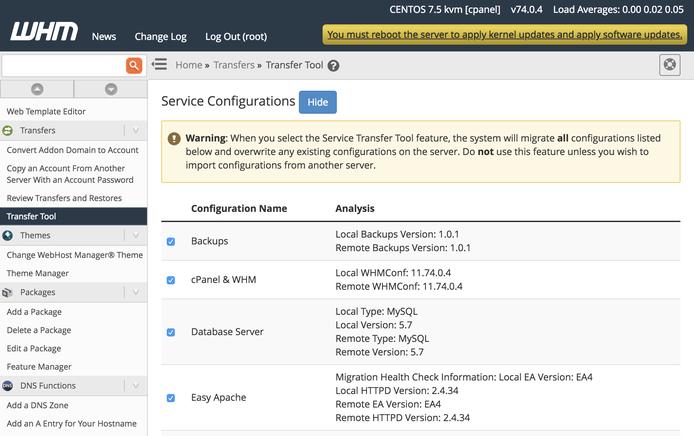 CENTOS 7.5 kvm [cpanel] v74.0.4 Load Averages: 0.00 0.02 0.05
WHM News Change Log Log Out (root) You must reboot the server to apply kernel updates and apply software updates.
Home » Transfers » Transfer Tool ?
Web Template Editor
Transfers
Convert Addon Domain to Account
Copy an Account From Another
Server With an Account Password
Review Transfers and Restores
Transfer Tool
Themes
Change WebHost Manager® Theme
Theme Manager
Packages
Add a Package
Delete a Package
Edit a Package
Feature Manager
DNS
DNS Functions
Add a DNS Zone
Add an A Entry for Your Hostname
Service Configurations Hide
Warning: When you select the Service Transfer Tool feature, the system will migrate all configurations listed
below and overwrite any existing configurations on the server. Do not use this feature unless you wish to
import configurations from another server.
Configuration Name Analysis
Backups
Local Backups Version: 1.0.1
Remote Backups Version: 1.0.1
cPanel & WHM
Local WHMConf: 11.74.0.4
Remote WHMConf: 11.74.0.4
Database Server
Local Type: MySQL
Local Version: 5.7
Remote Type: MySQL
Remote Version: 5.7
Easy Apache
Migration Health Check Information: Local EA Version: EA4
Local HTTPD Version: 2.4.34
Remote EA Version: EA4
Remote HTTPD Version: 2.4.34